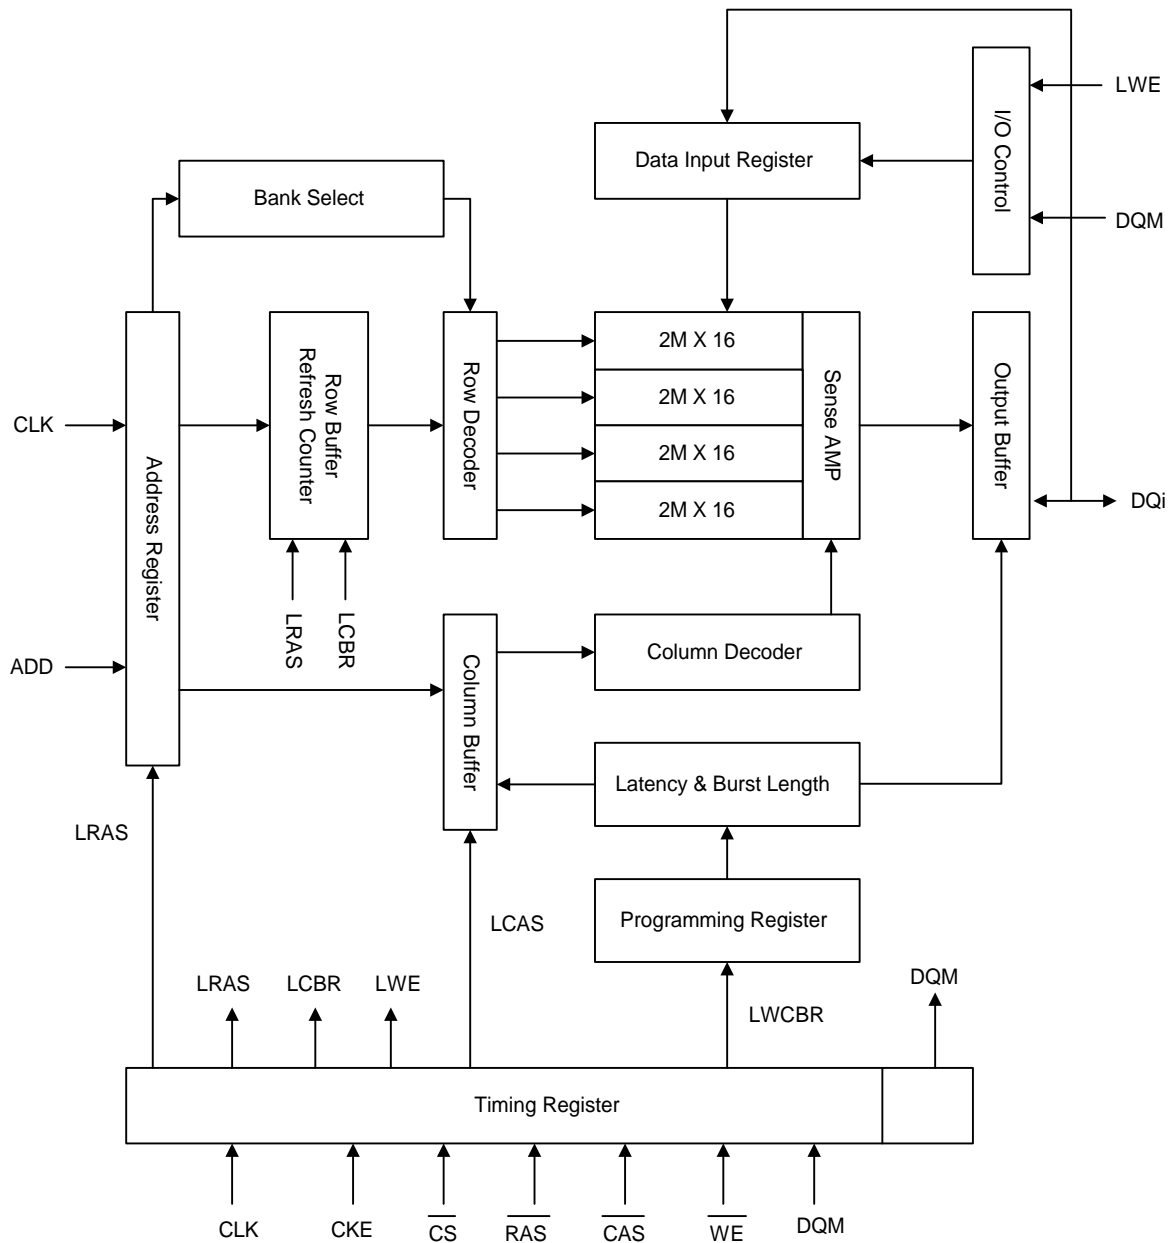 LWE
I/O Control
Data Input Register
Bank Select
DQM
2M X 16
Row Buffer
Refresh Counter
Row Decoder
Sense AMP
Output Buffer
2M X 16
CLK
Address Register
2M X 16
2M X 16
DQi
LRAS
LCBR
ADD
Column Buffer
Column Decoder
Latency & Burst Length
LRAS
Programming Register
LCAS
LRAS
LCBR
LWE
DQM
LWCBR
Timing Register
CLK
CKE
CS
RAS
CAS
WE
DQM